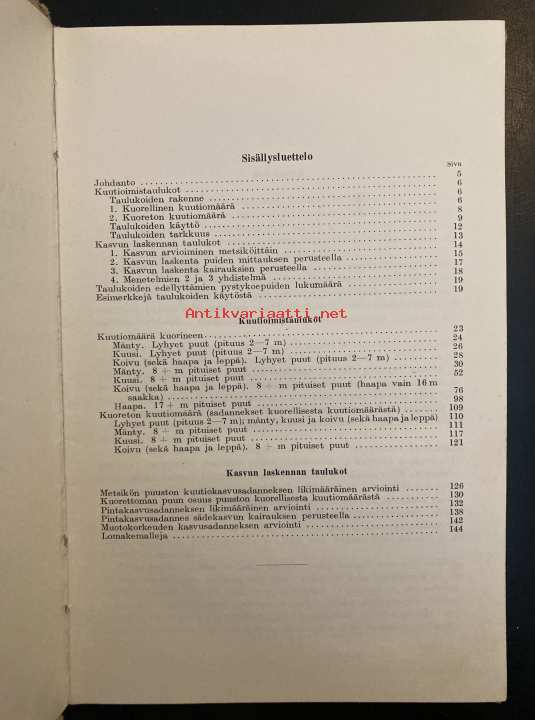 Sisällysluettelo
Sivu
Johdanto 5
Kuutioimistaulukot 6
Taulukoiden rakenne 6
1. Kuorellinen kuutiomäärä 6
2. Kuoreton kuutiomäärä 8
Taulukoiden käyttö 9
Taulukoiden tarkkuus 12
Kasvun laskennan taulukot 13
1. Kasvun arvioiminen metsiköittäin 14
2. Kasvun laskenta puiden mittauksen perusteella 15
3. Kasvun laskenta kairauksien perusteella 17
4. Menetelmien 2 ja 3 yhdistelmä 18
Taulukoiden edellyttämien pystykoepuiden lukumäärä 19
Esimerkkejä taulukoiden käytöstä 19
Antikvariaatti.net
Kuutioimistaulukot
Kuutiomäärä kuorineen 23
Mänty. Lyhyet puut (pituus 2—7 m) 24
Kuusi. Lyhyet puut (pituus 2—7 m) 26
Koivu (sekä haapa ja leppä). Lyhyet puut (pituus 2—7 m) 28
Mänty. 8 + m pituiset puut 30
Kuusi. 8 + m pituiset puut 52
Koivu (sekä haapa ja leppä). 8 + m pituiset puut (haapa vain 16 m
saakka) 76
Haapa. 17 + m pituiset puut 98
Kuoreton kuutiomäärä (sadannekset kuorellisesta kuutiomäärästä) 109
Lyhyet puut (pituus 2—7 m); mänty, kuusi ja koivu (sekä haapa ja leppä) 110
Mänty. 8 + m pituiset puut 111
Kuusi. 8 + m pituiset puut 117
Koivu (sekä haapa ja leppä). 8 + m pituiset puut 121
Kasvun laskennan taulukot
Metsikön puuston kuutiokasvusadanneksen likimääräinen arviointi 126
Kuorettoman puun osuus puuston kuorellisesta kuutiomäärästä 130
Pintakasvusadanneksen likimääräinen arviointi 132
Pintakasvusadannes sädekasvun kairauksen perusteella 138
Muotokorkeuden kasvusadanneksen arviointi 142
Lomakemalleja 144